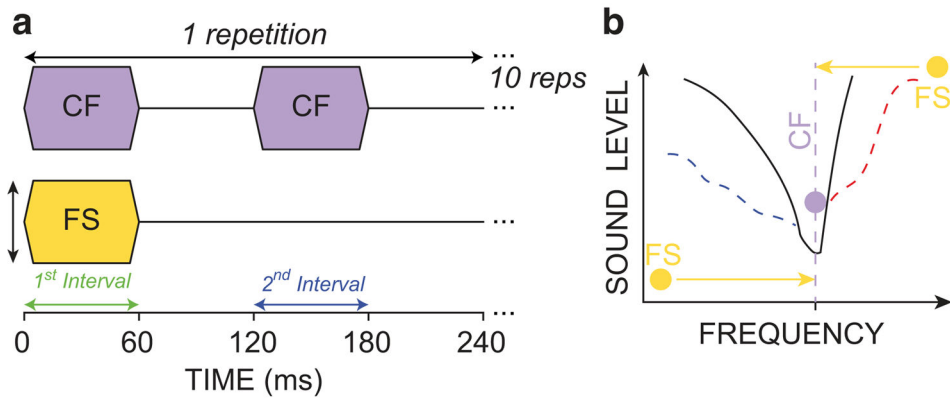 a
1 repetition
...
10 reps
CF
CF
FS
...
1st Interval
2nd Interval
...
0
60
120
180
240
TIME (ms)
b
SOUND LEVEL
CF
FS
FS
FREQUENCY